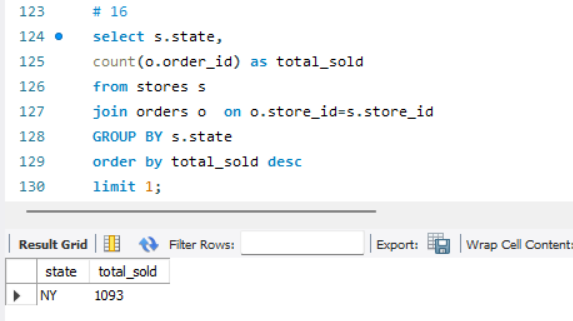 123 # 16
124 select s.state,
125 count(o.order_id) as total_sold
126 from stores s
127 join orders o  on o.store_id=s.store_id
128 GROUP BY s.state
129 order by total_sold desc
130 limit 1;
Result Grid Filter Rows: Export: Wrap Cell Content:
state total_sold
NY 1093